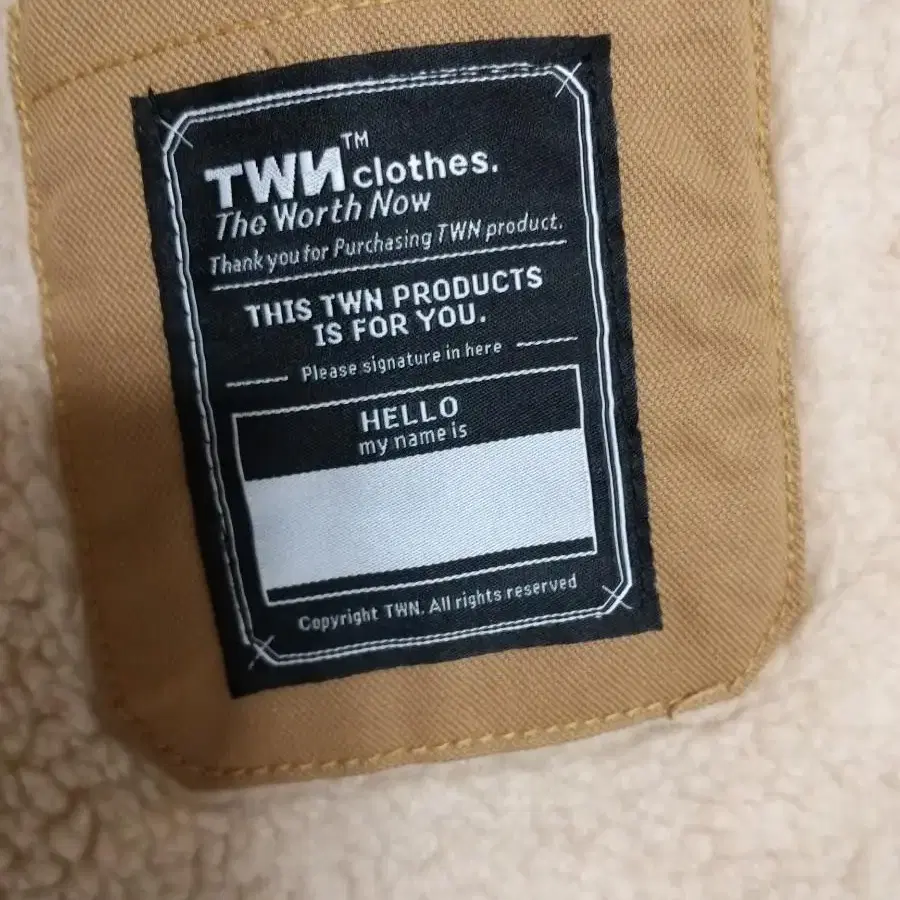 TWN™ clothes.
The Worth Now
Thank you for Purchasing TWN product.
THIS TWN PRODUCTS
IS FOR YOU.
Please signature in here
HELLO
my name is
Copyright TWN. All rights reserved